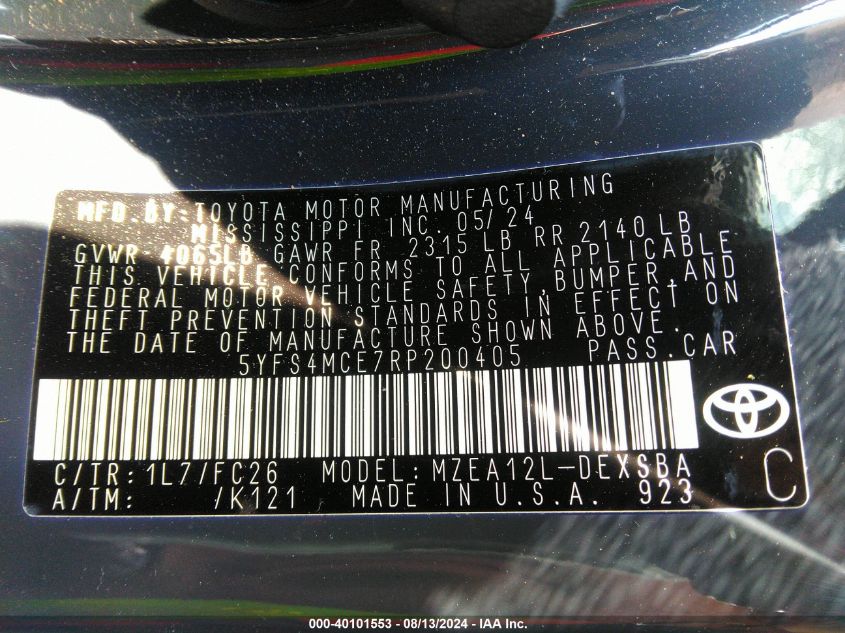 MFD. BY: TOYOTA MOTOR MANUFACTURING
MISSISSIPPI INC. 05/24
GVWR 4065LB GAWR FR 2315 LB RR 2140 LB
THIS VEHICLE CONFORMS TO ALL APPLICABLE
FEDERAL MOTOR VEHICLE SAFETY, BUMPER, AND
THEFT PREVENTION STANDARDS IN EFFECT ON
THE DATE OF MANUFACTURE SHOWN ABOVE.
5YFS4MCE7RP200405 PASS. CAR
C/TR: 1L7/FC26 MODEL: MZEA12L-DEXSBA
A/TM: /K121 MADE IN U.S.A. 923 C
000-40101553 - 08/13/2024 - IAA Inc.